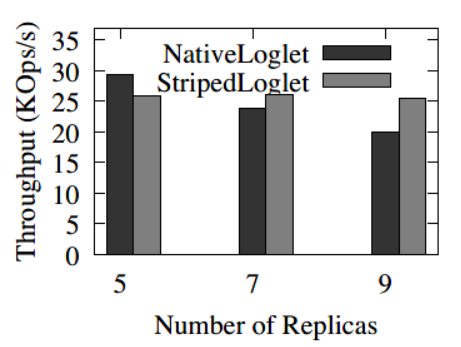 Throughput (KOps/s)
35
30
25
20
15
10
5
0
NativeLoglet
StripedLoglet
5 7 9
Number of Replicas